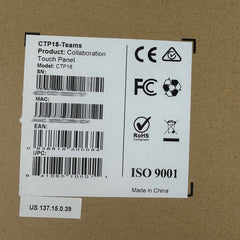 CTP18-Teams
Product: Collaboration
Touch Panel
Model: CTP18
SN:
MAC:
EAN:
UPC:
CE
FC
RoHS
Compliant
ISO 9001
Made in China
US 137.15.0.39